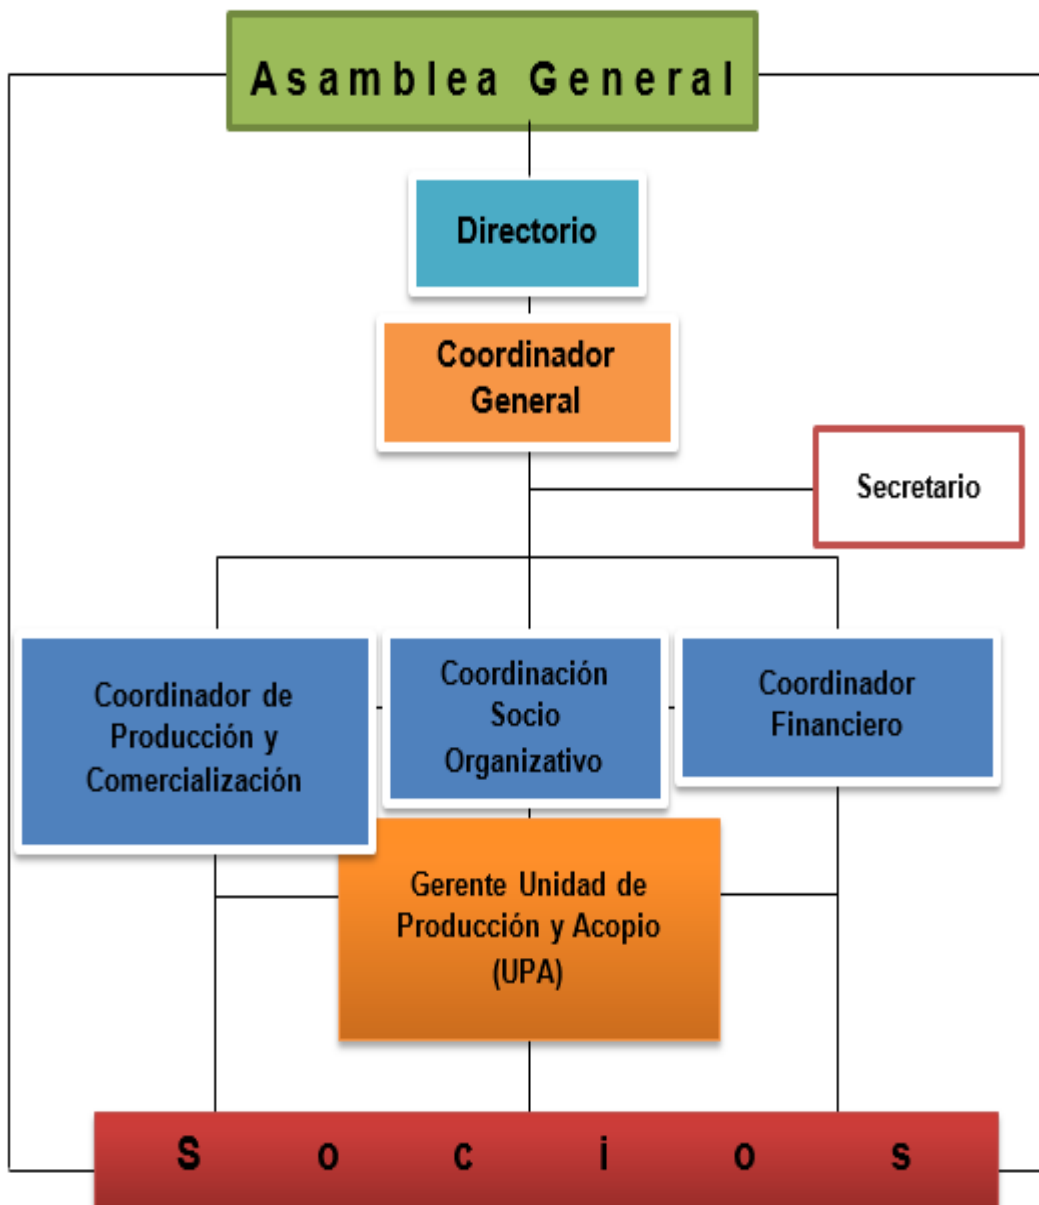 Asamblea General
Directorio
Coordinador
General
Secretario
Coordinador de
Producción y
Comercialización
Coordinación
Socio
Organizativo
Coordinador
Financiero
Gerente Unidad de
Producción y Acopio
(UPA)
Socios